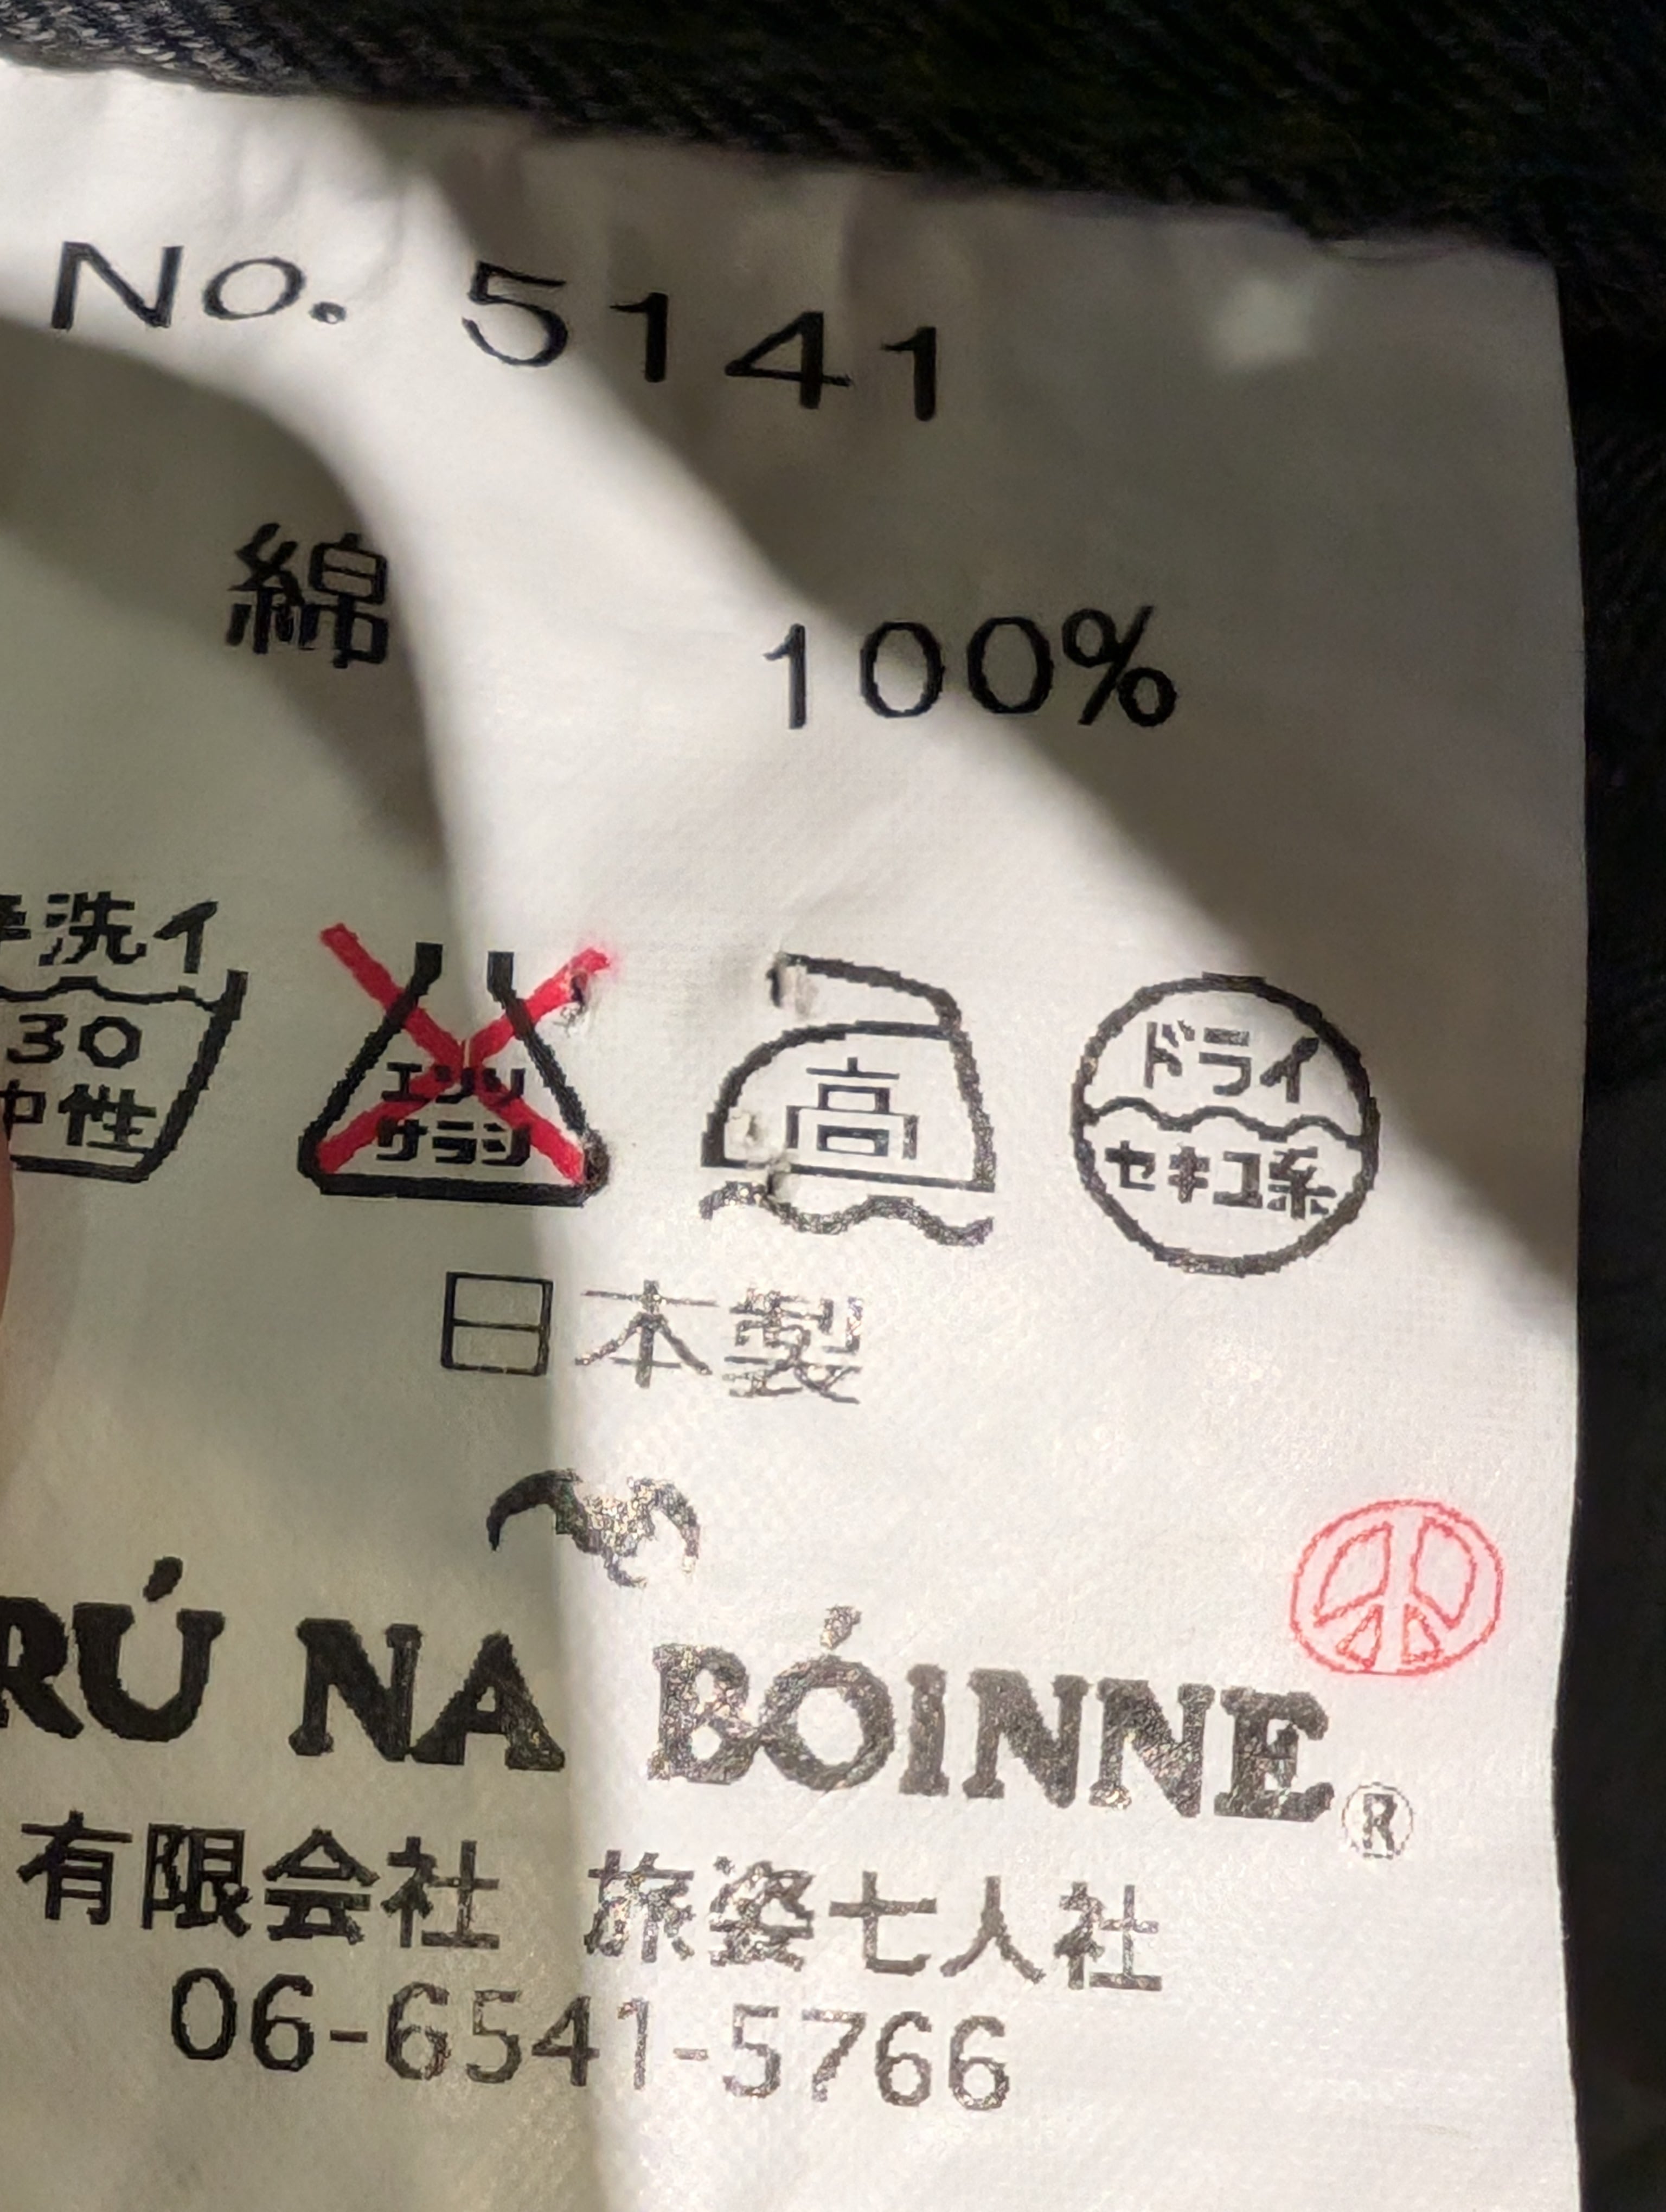 No. 5141
綿 100%
手洗イ
30
中性
エンソ
サラシ
高
ドライ
セキユ系
日本製
RÚ NA BÓINNE®
有限会社 旅姿七人社
06-6541-5766